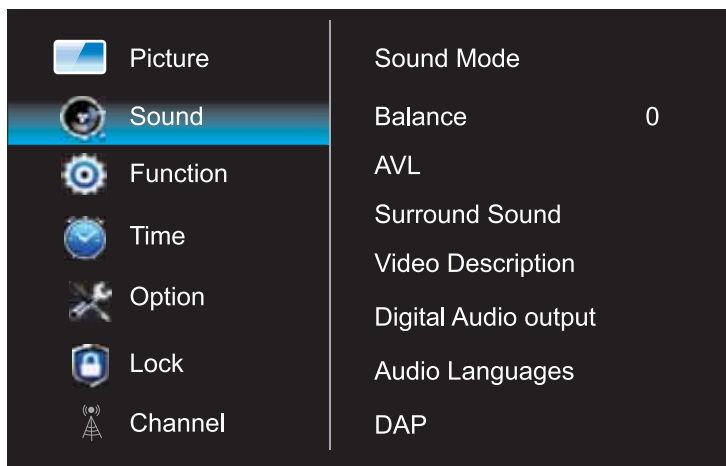 Picture
Sound
Function
Time
Option
Lock
Channel
Sound Mode
Balance 0
AVL
Surround Sound
Video Description
Digital Audio output
Audio Languages
DAP